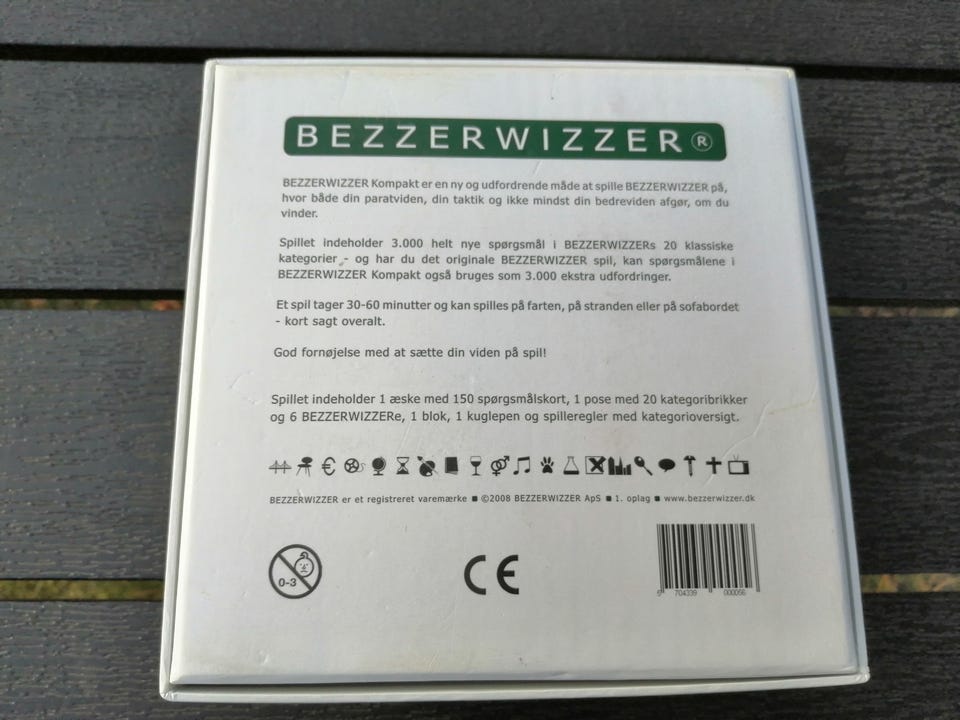 BEZZERWIZZER®
BEZZERWIZZER Kompakt er en ny og udfordrende måde at spille BEZZERWIZZER på,
hvor både din paratviden, din taktik og ikke mindst din bedreviden afgør, om du
vinder.
Spillet indeholder 3.000 helt nye spørgsmål i BEZZERWIZZERs 20 klassiske
kategorier - og har du det originale BEZZERWIZZER spil, kan spørgsmålene i
BEZZERWIZZER Kompakt også bruges som 3.000 ekstra udfordringer.
Et spil tager 30-60 minutter og kan spilles på farten, på stranden eller på sofabordet
- kort sagt overalt.
God fornøjelse med at sætte din viden på spil!
Spillet indeholder 1 æske med 150 spørgsmålskort, 1 pose med 20 kategoribrikker
og 6 BEZZERWIZZERe, 1 blok, 1 kuglepen og spilleregler med kategorioversigt.
BEZZERWIZZER er et registreret varemærke ■ ©2008 BEZZERWIZZER ApS ■ 1. oplag ■ www.bezzerwizzer.dk
0-3
CE
704339 000056